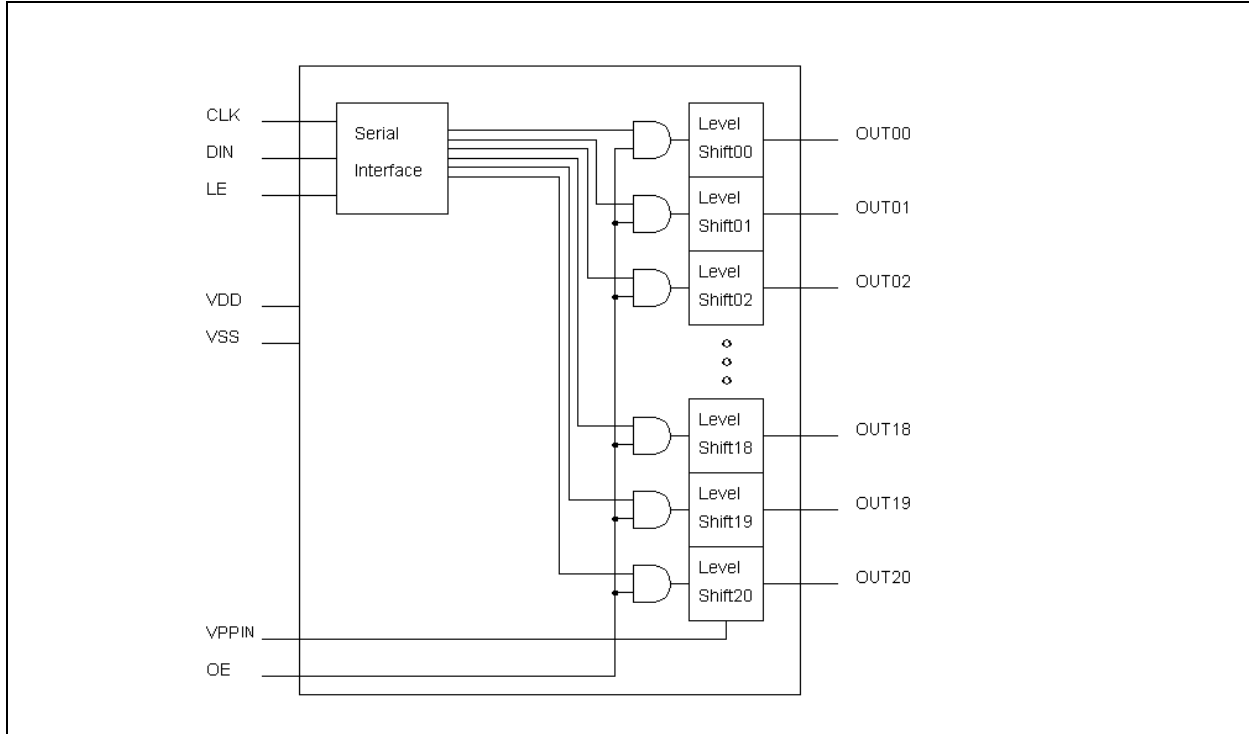 CLK
DIN
LE
VDD
VSS
VPPIN
OE
Serial
Interface
Level
Shift00
Level
Shift01
Level
Shift02
Level
Shift18
Level
Shift19
Level
Shift20
OUT00
OUT01
OUT02
OUT18
OUT19
OUT20